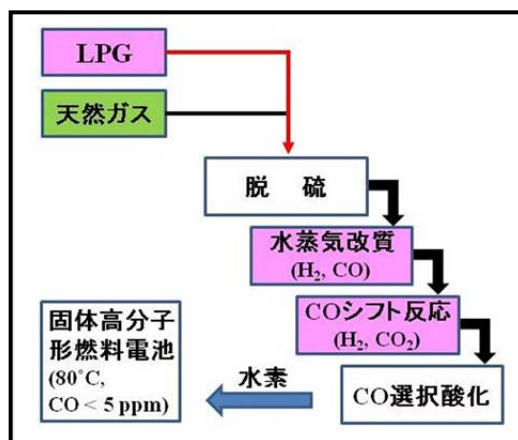 LPG
天然ガス
脱　硫
水蒸気改質
(H₂, CO)
COシフト反応
(H₂, CO₂)
CO選択酸化
水素
固体高分子
形燃料電池
(80°C,
CO < 5 ppm)